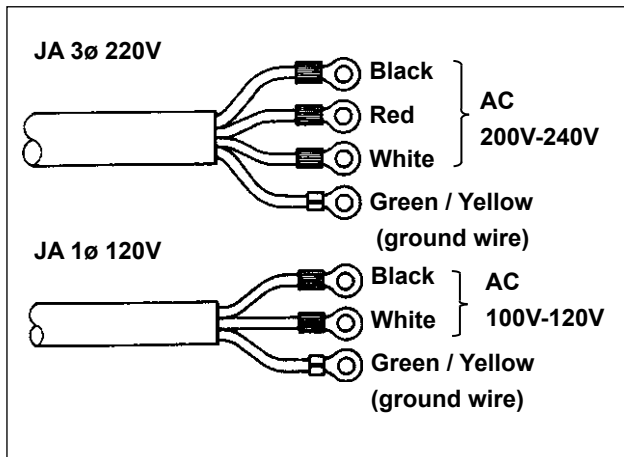 JA 3ø 220V
Black
Red
White
AC
200V-240V
Green / Yellow
(ground wire)
JA 1ø 120V
Black
White
AC
100V-120V
Green / Yellow
(ground wire)